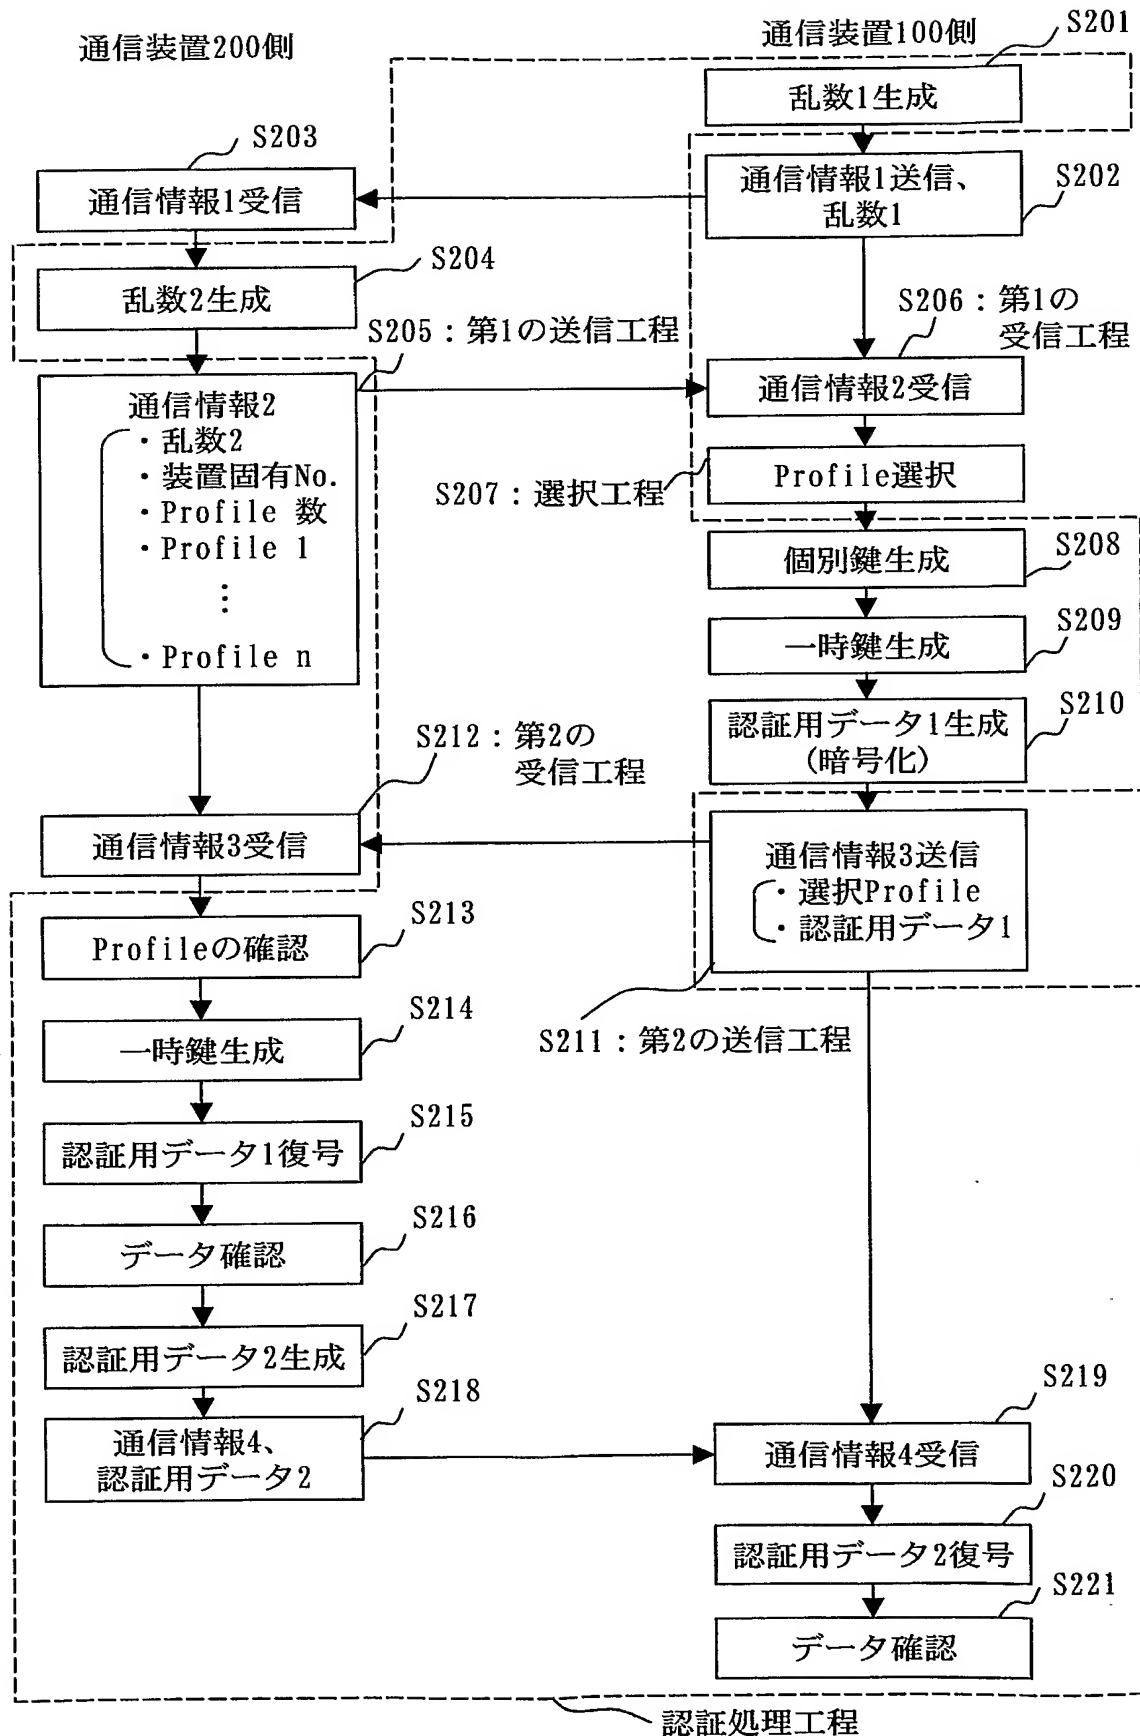 通信装置200側
通信装置100側
S201
乱数1生成
S203
通信情報1受信
通信情報1送信、
乱数1
S202
S204
乱数2生成
S205：第1の送信工程
S206：第1の
受信工程
通信情報2
・乱数2
・装置固有No.
・Profile 数
・Profile 1
⋮
・Profile n
通信情報2受信
Profile選択
S207：選択工程
個別鍵生成
S208
一時鍵生成
S209
認証用データ1生成
(暗号化)
S210
S212：第2の
受信工程
通信情報3受信
通信情報3送信
・選択Profile
・認証用データ1
S211：第2の送信工程
S213
Profileの確認
S214
一時鍵生成
S215
認証用データ1復号
S216
データ確認
S217
認証用データ2生成
S218
通信情報4、
認証用データ2
S219
通信情報4受信
S220
認証用データ2復号
S221
データ確認
認証処理工程